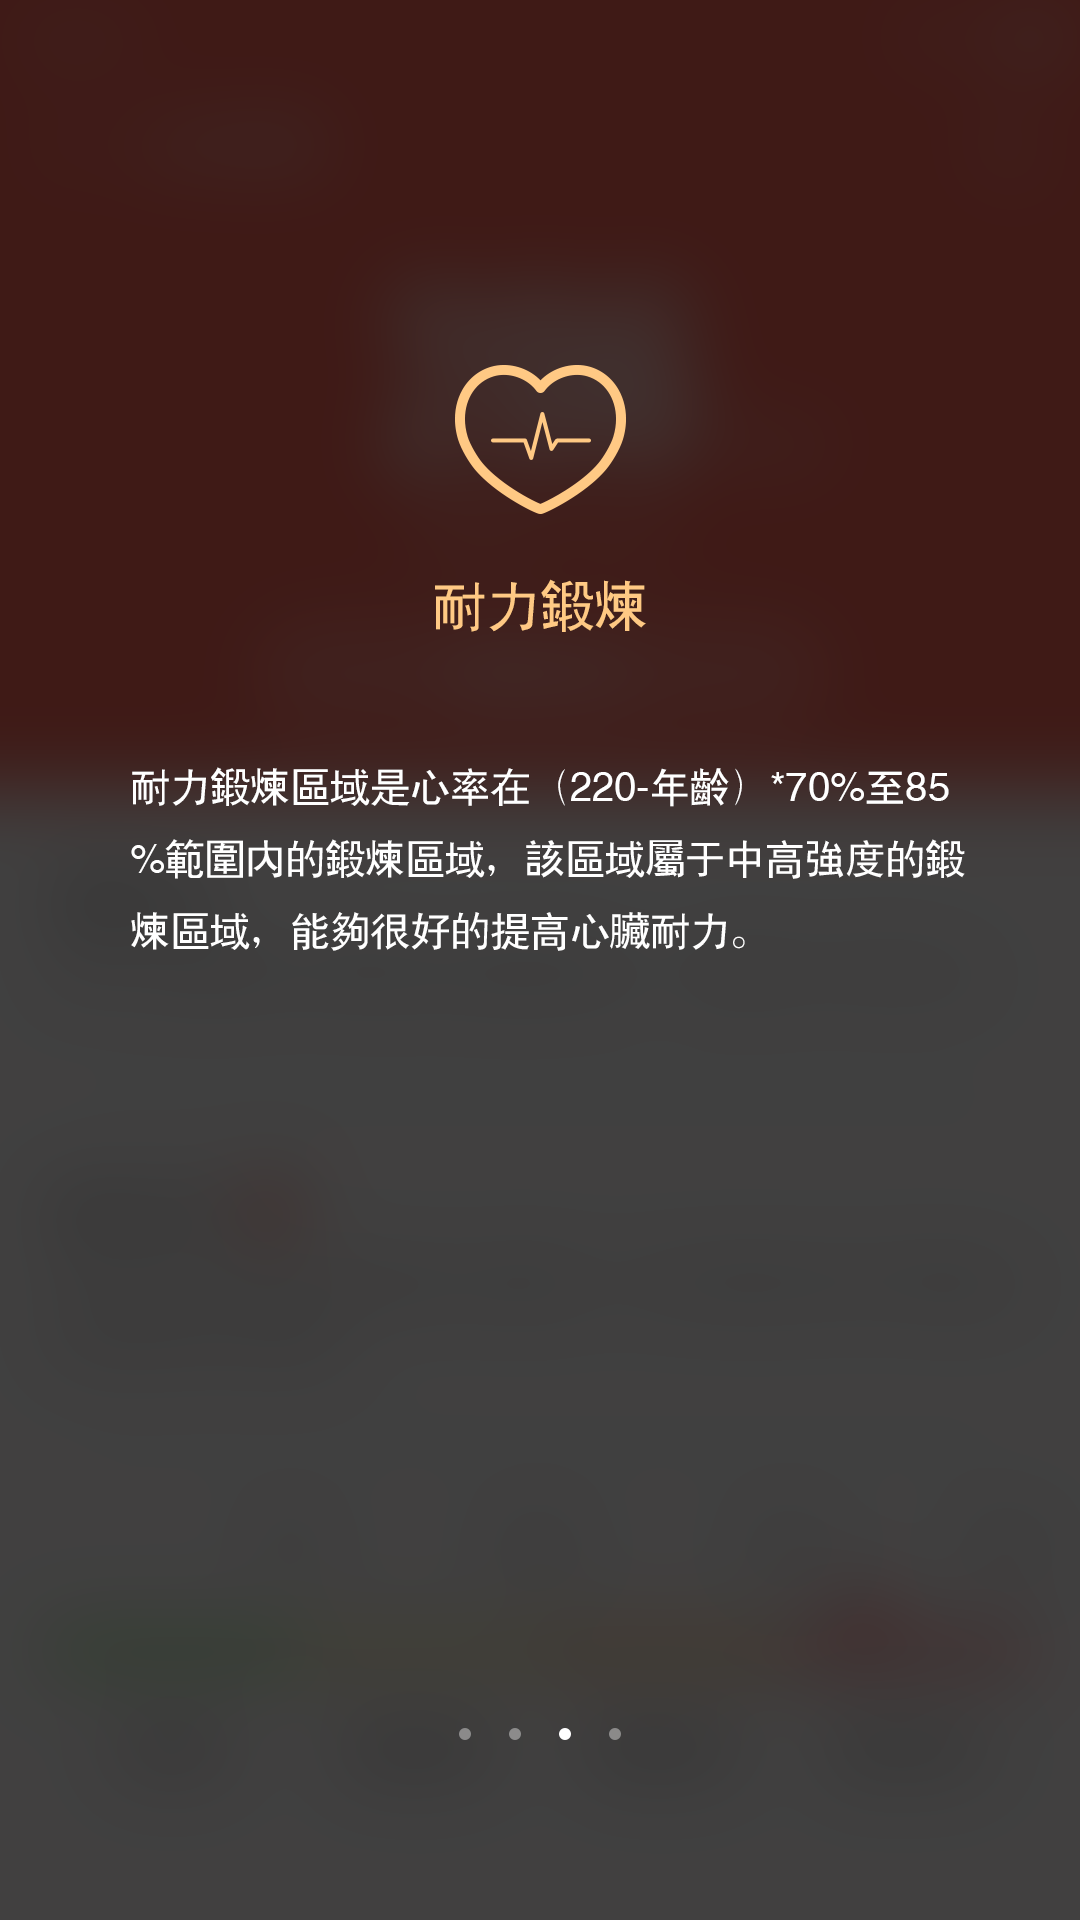 耐力鍛煉
耐力鍛煉區域是心率在（220-年齡）*70%至85
%範圍内的鍛煉區域，該區域屬于中高強度的鍛
煉區域，能夠很好的提高心臟耐力。